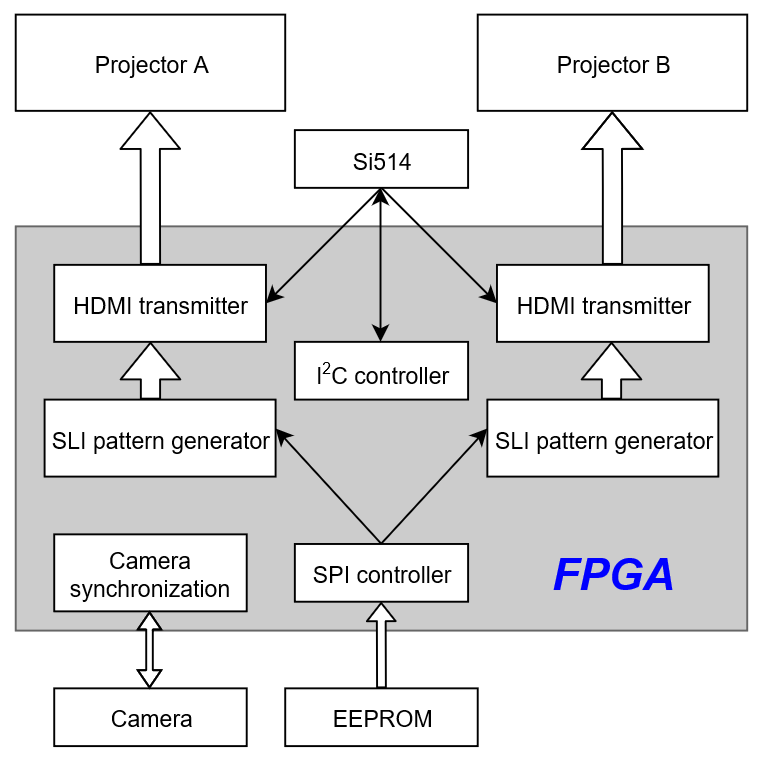 Projector A
Projector B
Si514
HDMI transmitter
HDMI transmitter
I²C controller
SLI pattern generator
SLI pattern generator
Camera
synchronization
SPI controller
FPGA
Camera
EEPROM